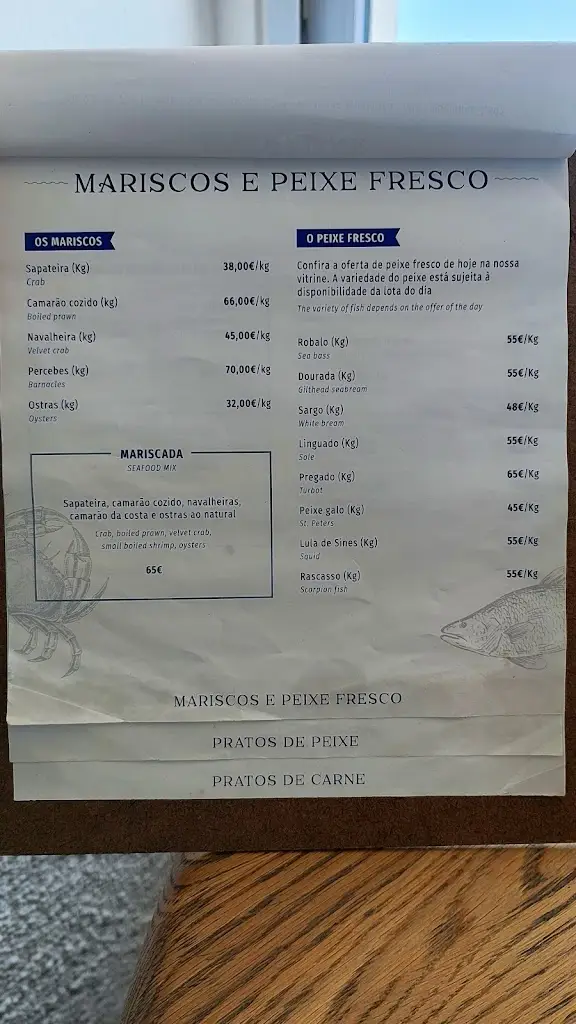 MARISCOS E PEIXE FRESCO
OS MARISCOS
Sapateira (Kg) 38,00€/kg
Crab
Camarão cozido (kg) 66,00€/kg
Boiled prawn
Navalheira (kg) 45,00€/kg
Velvet crab
Percebes (kg) 70,00€/kg
Barnacles
Ostras (kg) 32,00€/kg
Oysters
MARISCADA
SEAFOOD MIX
Sapateira, camarão cozido, navalheiras,
camarão da costa e ostras ao natural
Crab, boiled prawn, velvet crab,
small boiled shrimp, oysters
65€
O PEIXE FRESCO
Confira a oferta de peixe fresco de hoje na nossa
vitrine. A variedade do peixe está sujeita à
disponibilidade da lota do dia
The variety of fish depends on the offer of the day
Robalo (Kg) 55€/Kg
Sea bass
Dourada (Kg) 55€/Kg
Gilthead seabream
Sargo (Kg) 48€/Kg
White bream
Linguado (Kg) 55€/Kg
Sole
Pregado (Kg) 65€/Kg
Turbot
Peixe galo (Kg) 45€/Kg
St. Peters
Lula de Sines (Kg) 55€/Kg
Squid
Rascasso (Kg) 55€/Kg
Scorpion fish
MARISCOS E PEIXE FRESCO
PRATOS DE PEIXE
PRATOS DE CARNE